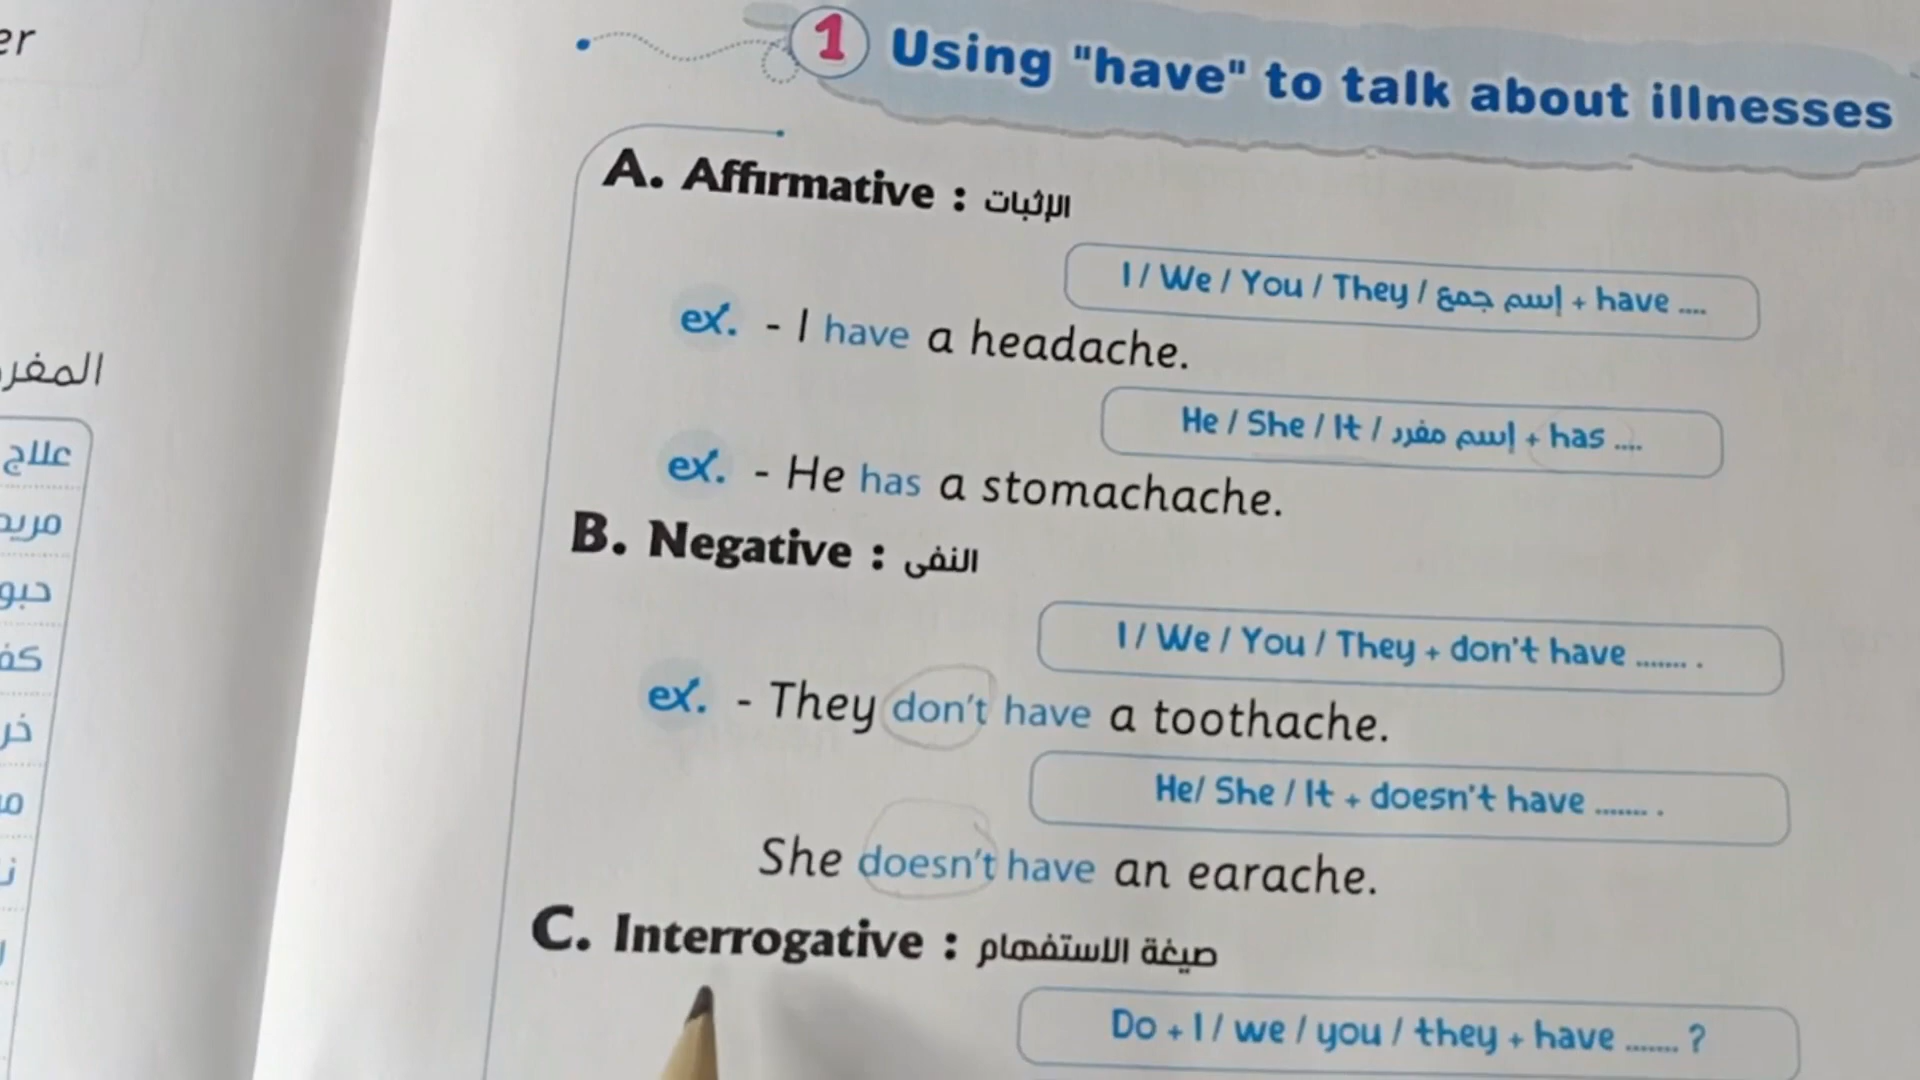 er
علاج
1 Using "have" to talk about illnesses
A. Affirmative : الإثبات
I / We / You / They / إسم جمع + have ....
ex. - I have a headache.
He / She / It / إسم مفرد + has ....
ex. - He has a stomachache.
B. Negative : النفى
I / We / You / They + don't have ....... .
ex. - They don't have a toothache.
He/ She / It + doesn't have ....... .
She doesn't have an earache.
C. Interrogative : صيغة الاستفهام
Do + I / we / you / they + have ....... ?